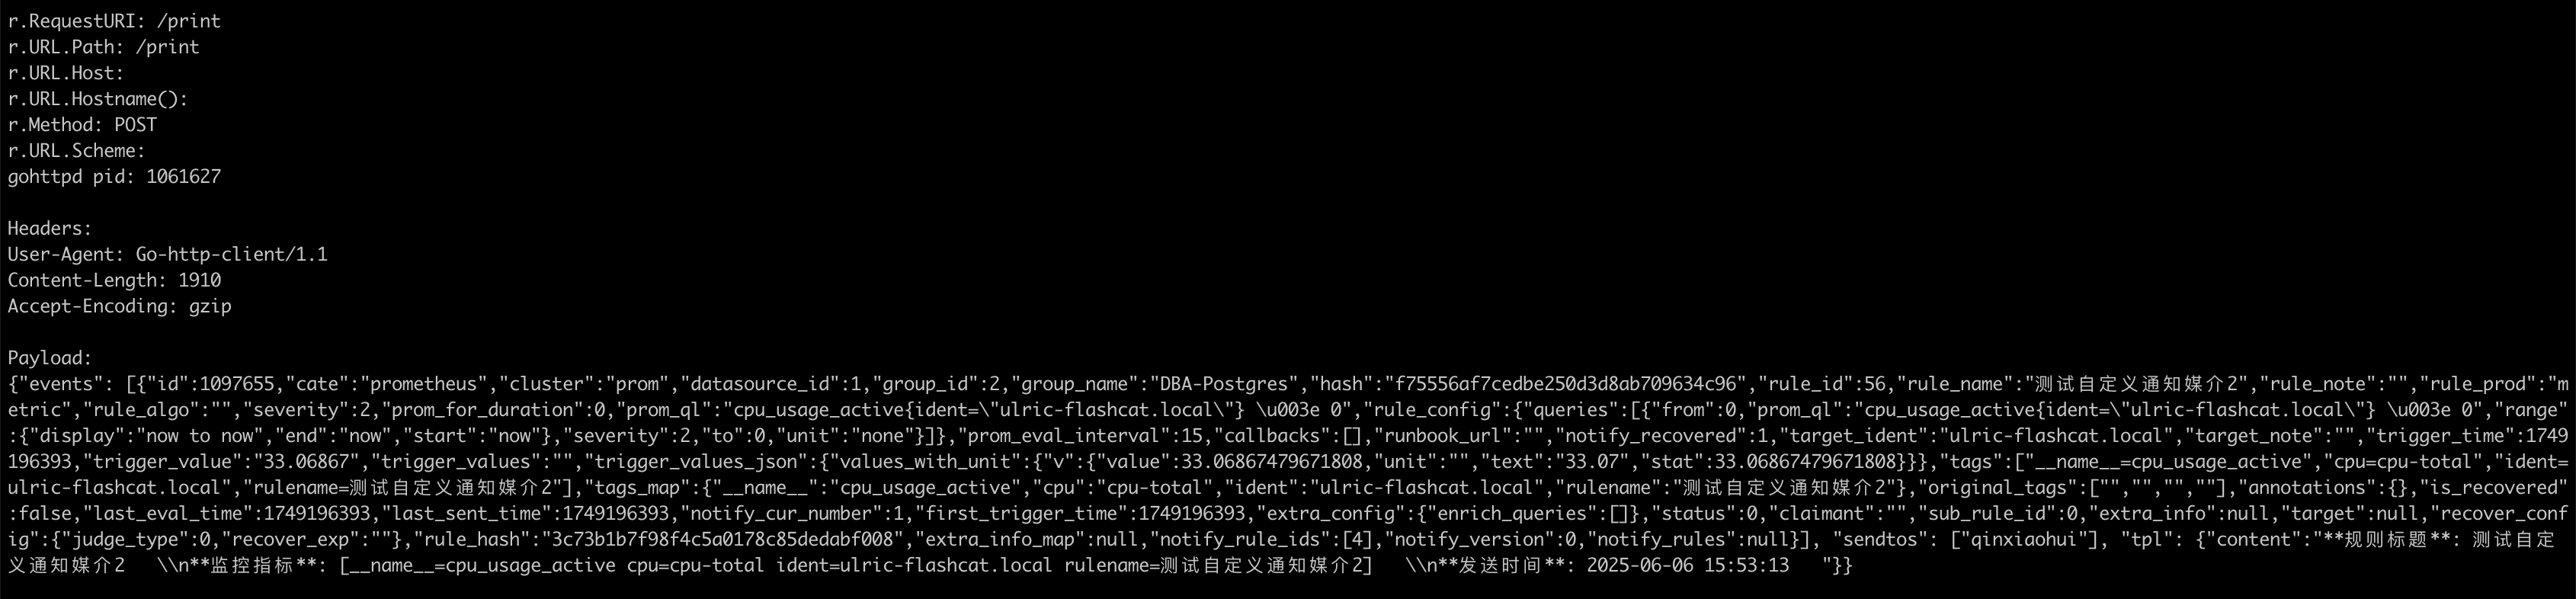 r.RequestURI: /print
r.URL.Path: /print
r.URL.Host:
r.URL.Hostname():
r.Method: POST
r.URL.Scheme:
gohttpd pid: 1061627
Headers:
User-Agent: Go-http-client/1.1
Content-Length: 1910
Accept-Encoding: gzip
Payload:
{"events": [{"id":1097655,"cate":"prometheus","cluster":"prom","datasource_id":1,"group_id":2,"group_name":"DBA-Postgres","hash":"f75556af7cedbe250d3d8ab709634c96","rule_id":56,"rule_name":"测试自定义通知媒介2","rule_note":"","rule_prod":"m
etric","rule_algo":"","severity":2,"prom_for_duration":0,"prom_ql":"cpu_usage_active{ident=\"ulric-flashcat.local\"} \u003e 0","rule_config":{"queries":[{"from":0,"prom_ql":"cpu_usage_active{ident=\"ulric-flashcat.local\"} \u003e 0","range"
:{"display":"now to now","end":"now","start":"now"},"severity":2,"to":0,"unit":"none"}]},"prom_eval_interval":15,"callbacks":[],"runbook_url":"","notify_recovered":1,"target_ident":"ulric-flashcat.local","target_note":"","trigger_time":1749
196393,"trigger_value":"33.06867","trigger_values":"","trigger_values_json":{"values_with_unit":{"v":{"value":33.06867479671808,"unit":"","text":"33.07","stat":33.06867479671808}}},"tags":["__name__=cpu_usage_active","cpu=cpu-total","ident=
ulric-flashcat.local","rulename=测试自定义通知媒介2"],"tags_map":{"__name__":"cpu_usage_active","cpu":"cpu-total","ident":"ulric-flashcat.local","rulename":"测试自定义通知媒介2"},"original_tags":["","","",""],"annotations":{},"is_recovered"
:false,"last_eval_time":1749196393,"last_sent_time":1749196393,"notify_cur_number":1,"first_trigger_time":1749196393,"extra_config":{"enrich_queries":[]},"status":0,"claimant":"","sub_rule_id":0,"extra_info":null,"target":null,"recover_conf
ig":{"judge_type":0,"recover_exp":""},"rule_hash":"3c73b1b7f98f4c5a0178c85dedabf008","extra_info_map":null,"notify_rule_ids":[4],"notify_version":0,"notify_rules":null}], "sendtos": ["qinxiaohui"], "tpl": {"content":"**规则标题**: 测试自定
义通知媒介2   \\n**监控指标**: [__name__=cpu_usage_active cpu=cpu-total ident=ulric-flashcat.local rulename=测试自定义通知媒介2]   \\n**发送时间**: 2025-06-06 15:53:13   "}}